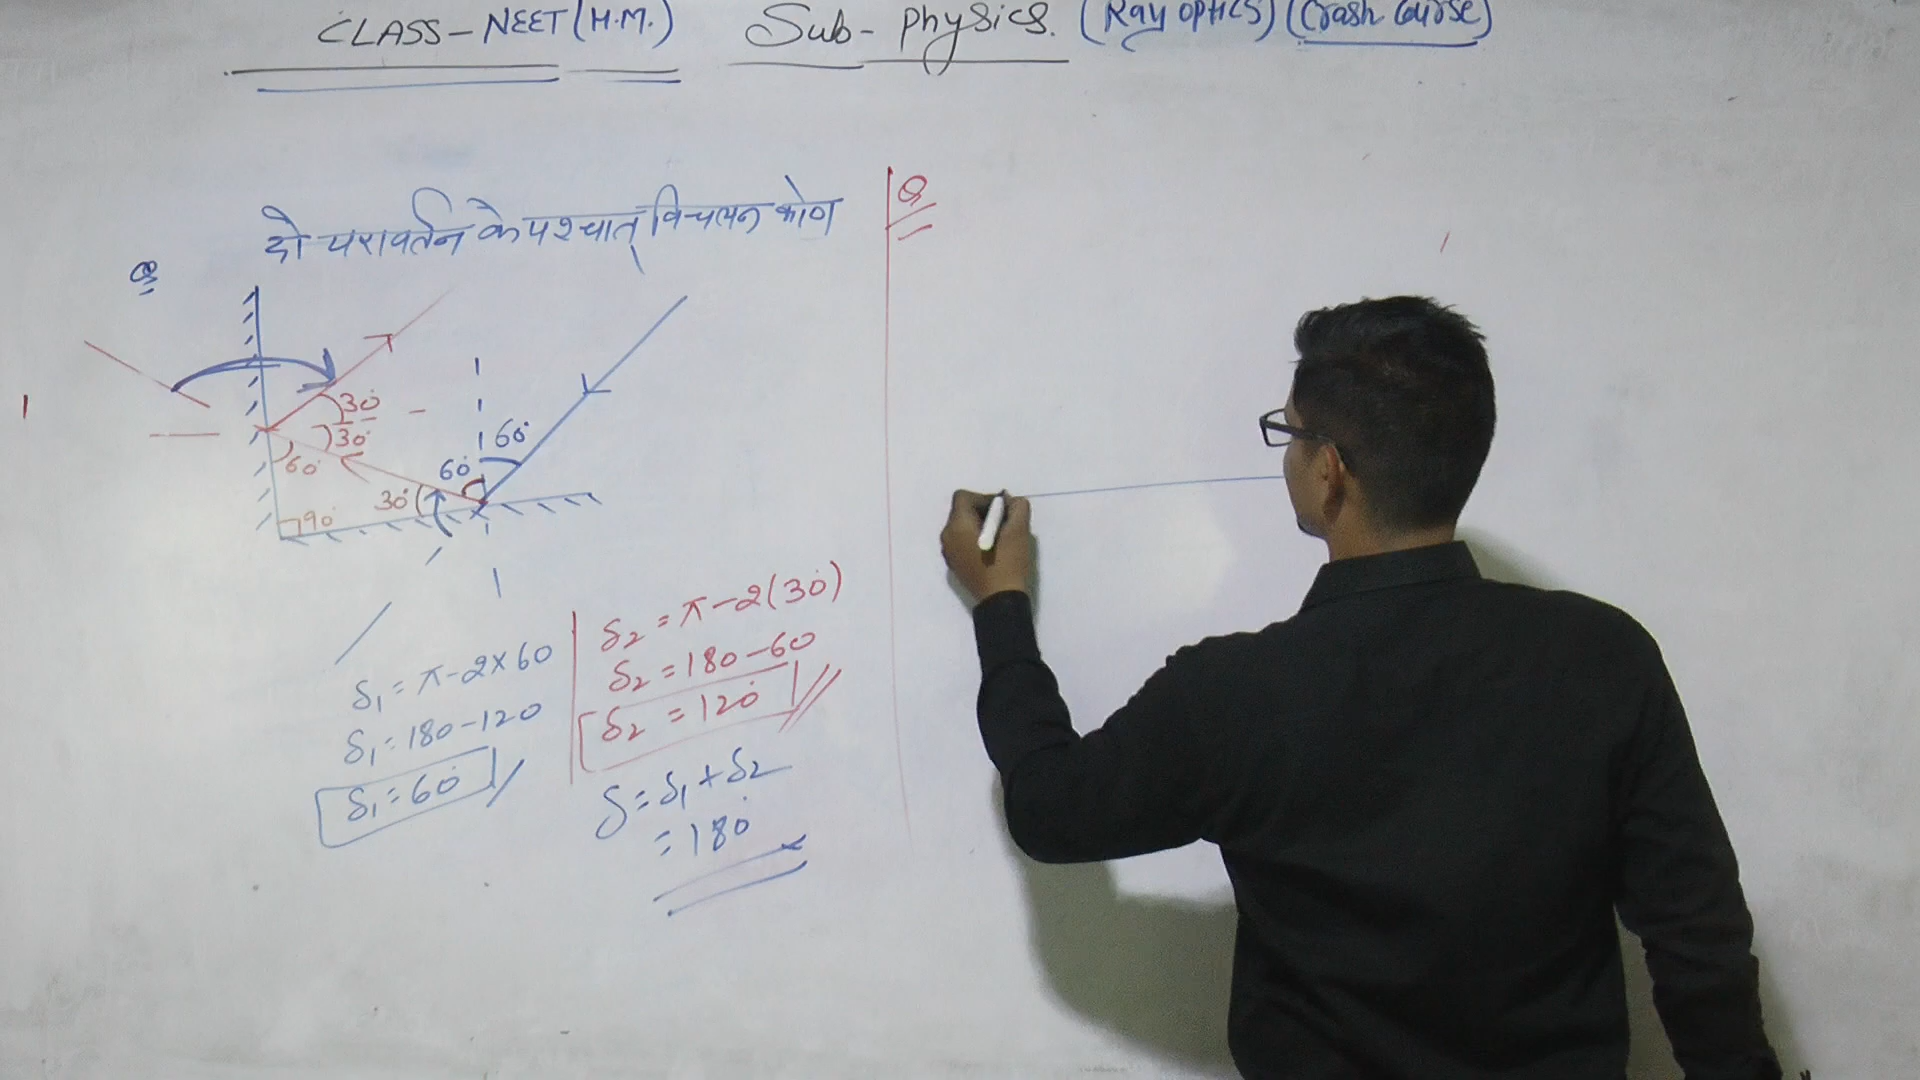 CLASS-NEET(H.M.) Sub- Physics. (Ray optics) (Crash Course)
दो परावर्तन के पश्चात् विचलन कोण
Q
30°
30°
60°
90°
30°
60°
60°
δ₁ = π-2×60
δ₁ = 180-120
δ₁ = 60°
δ₂ = π-2(30°)
δ₂ = 180-60
δ₂ = 120°
δ = δ₁+δ₂
= 180°
Q